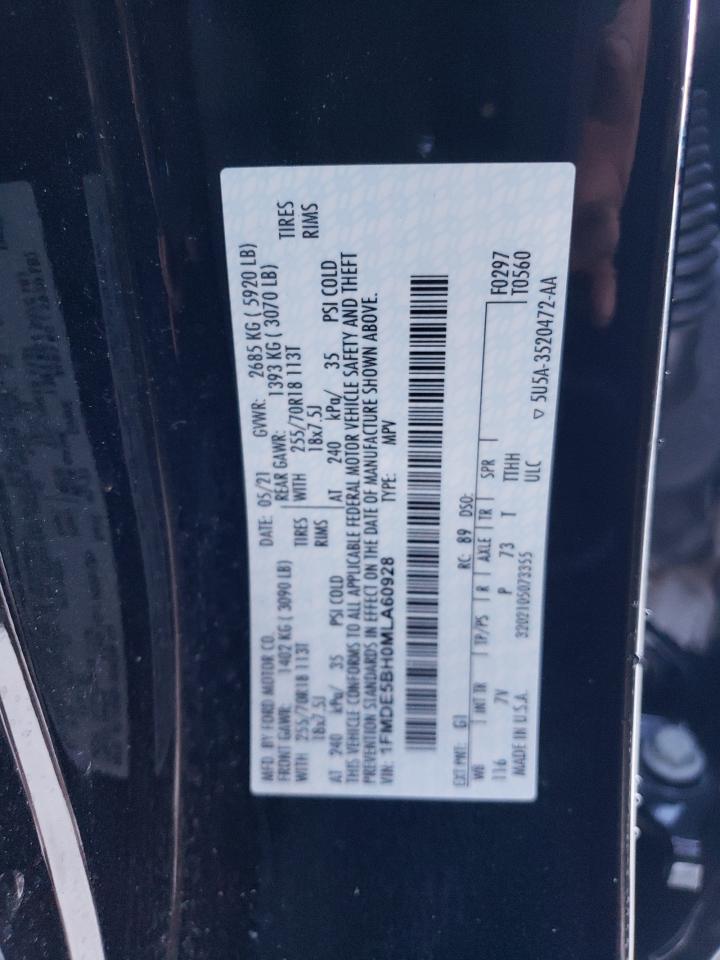 MFD. BY FORD MOTOR CO. DATE: 05/21 GVWR: 2685 KG ( 5920 LB)
FRONT GAWR: 1402 KG ( 3090 LB) REAR GAWR: 1393 KG ( 3070 LB)
WITH 255/70R18 113T TIRES WITH 255/70R18 113T TIRES
18x7.5J RIMS 18x7.5J RIMS
AT 240 kPa/ 35 PSI COLD AT 240 kPa/ 35 PSI COLD
THIS VEHICLE CONFORMS TO ALL APPLICABLE FEDERAL MOTOR VEHICLE SAFETY AND THEFT
PREVENTION STANDARDS IN EFFECT ON THE DATE OF MANUFACTURE SHOWN ABOVE.
VIN: 1FMDE5BH0MLA60928 TYPE: MPV
EXT PNT: G1 RC: 89 DSO: F0297
WB INT TR TP/PS R AXLE TR SPR T0560
116 7V P 73 T TTHH
MADE IN U.S.A. 3202105073355 ULC ▽ 5U5A-3520472-AA